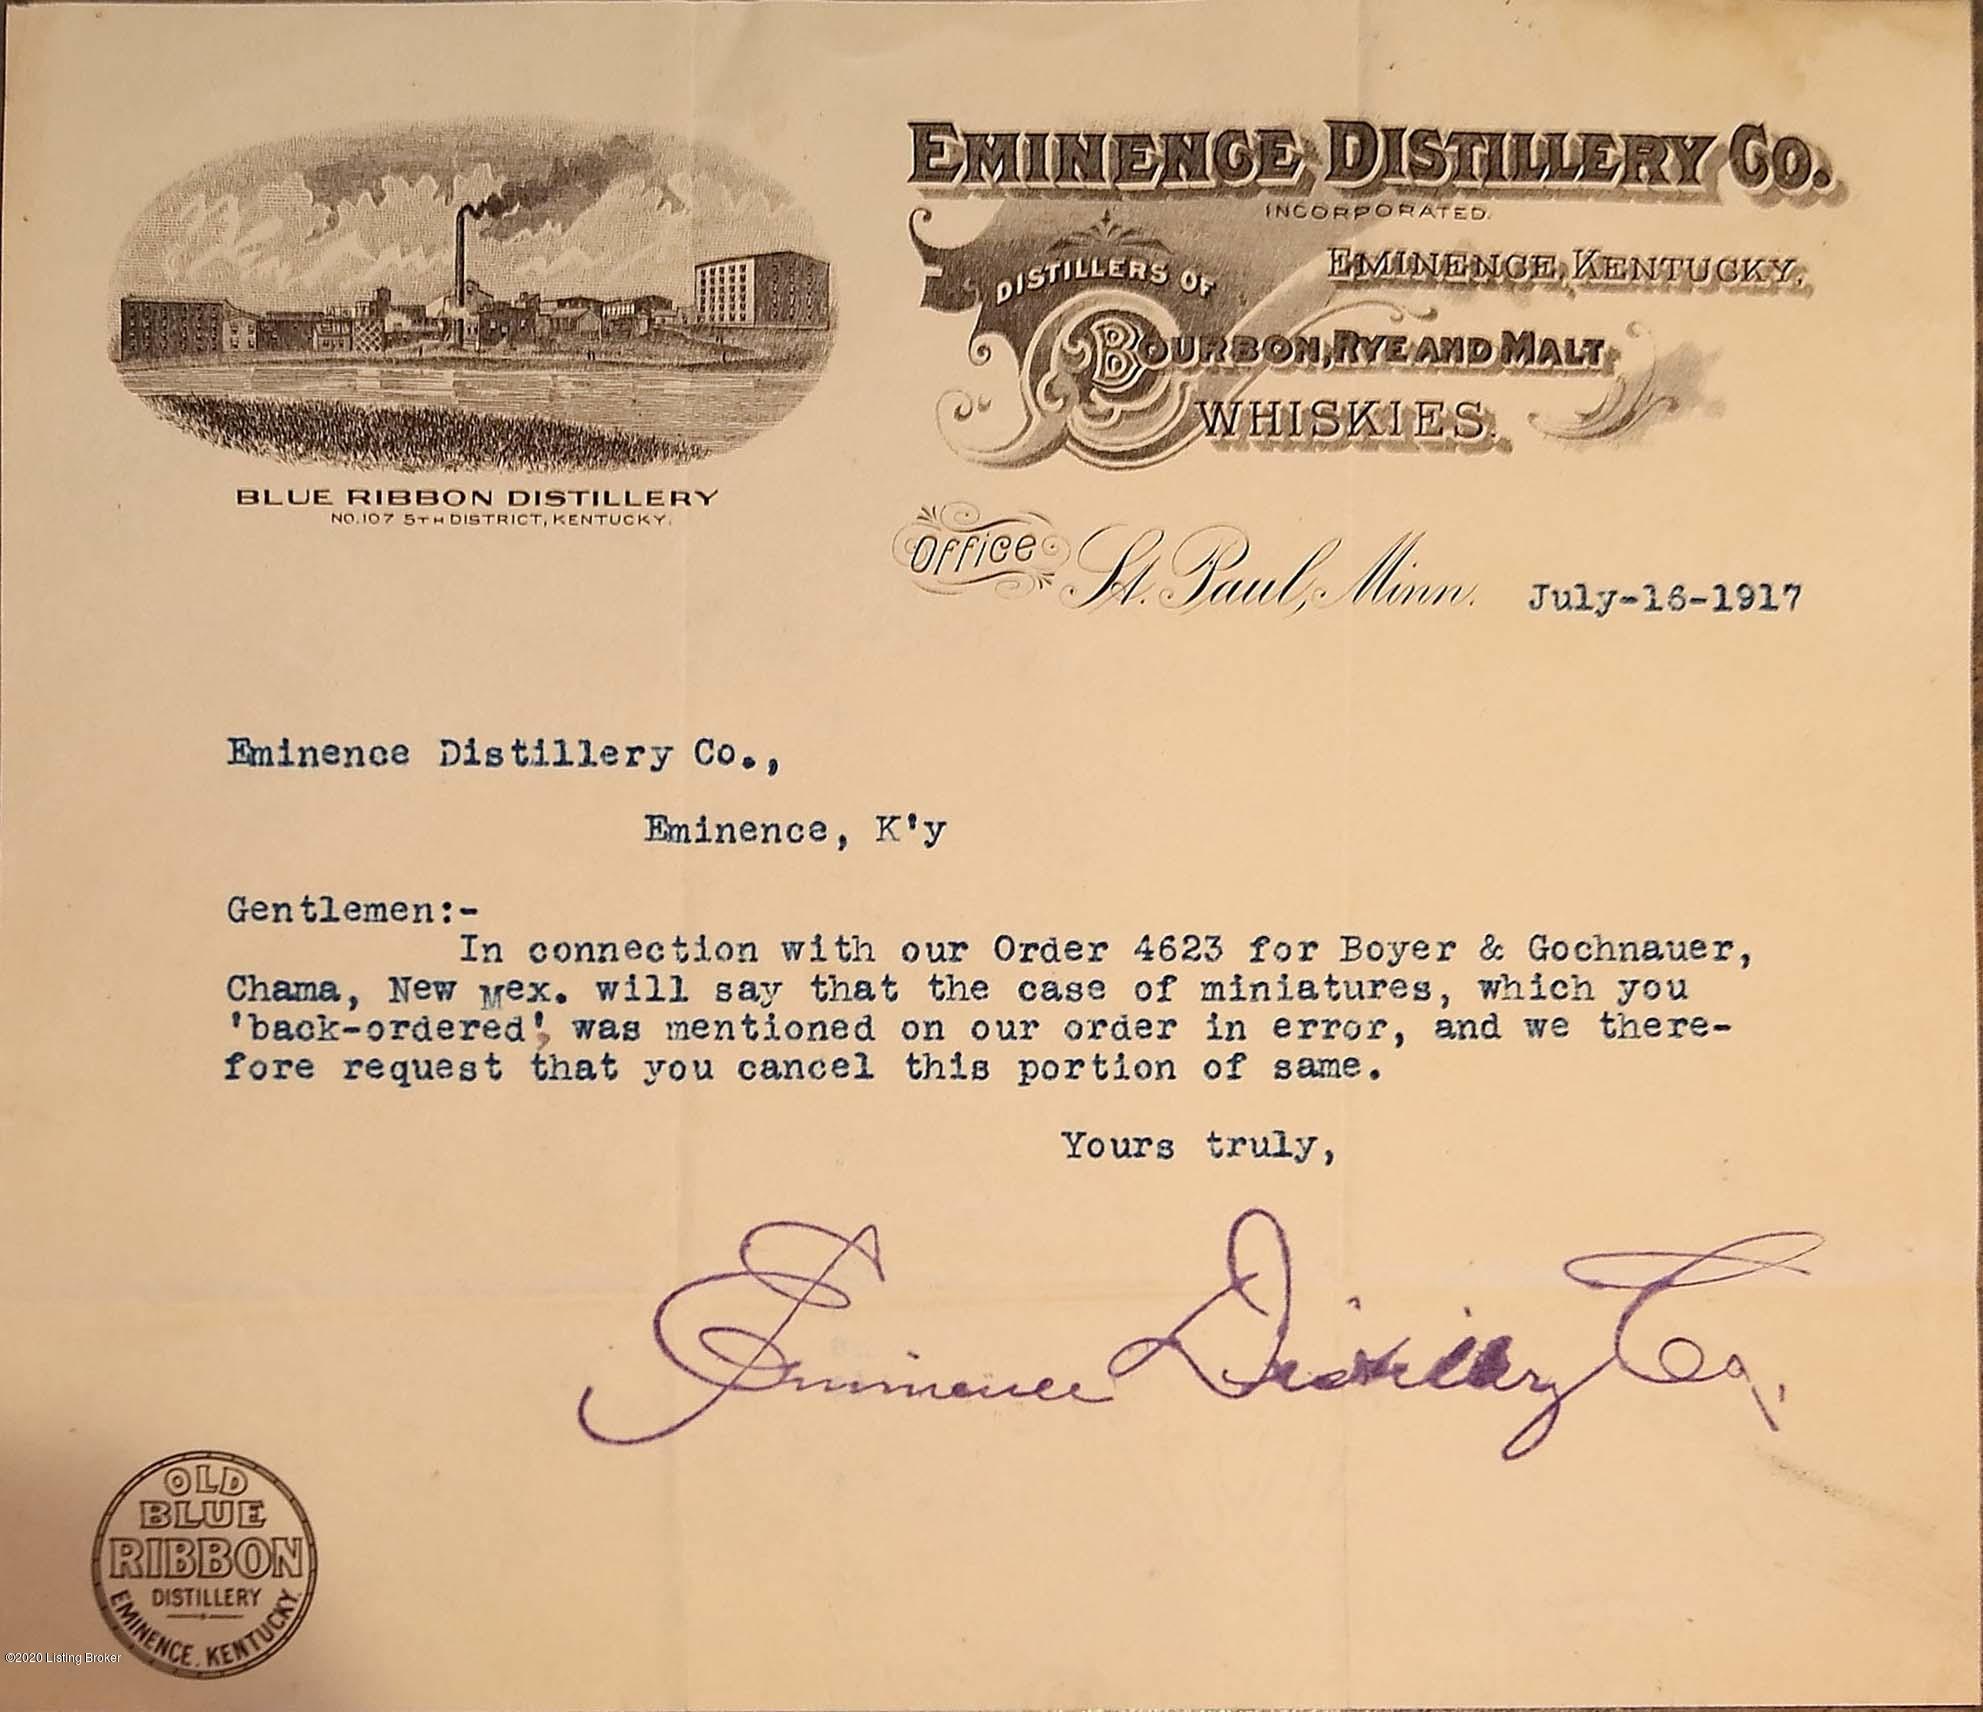 EMINENCE DISTILLERY CO.
INCORPORATED.
EMINENCE, KENTUCKY.
DISTILLERS OF
BOURBON, RYE AND MALT
WHISKIES.
BLUE RIBBON DISTILLERY
NO. 107 5TH DISTRICT, KENTUCKY.
Office St. Paul, Minn. July-16-1917
Eminence Distillery Co.,
Eminence, K'y
Gentlemen:-
In connection with our Order 4623 for Boyer & Gochnauer,
Chama, New Mex. will say that the case of miniatures, which you
'back-ordered', was mentioned on our order in error, and we there-
fore request that you cancel this portion of same.
Yours truly,
Eminence Distillery Co.
OLD
BLUE
RIBBON
DISTILLERY
EMINENCE, KENTUCKY.
©2020 Listing Broker